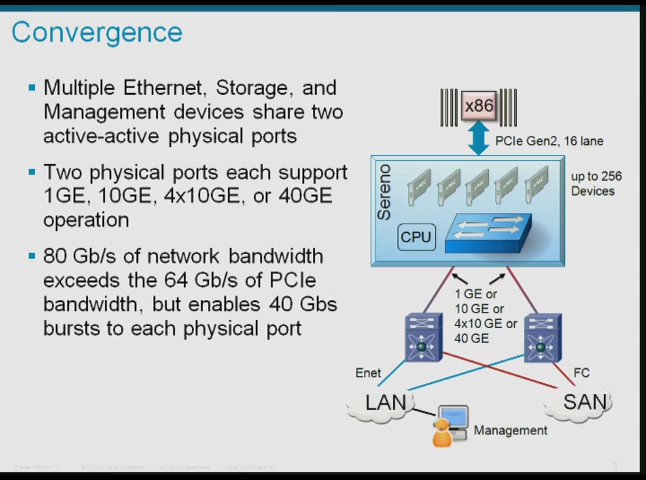 Convergence
Multiple Ethernet, Storage, and
Management devices share two
active-active physical ports
Two physical ports each support
1GE, 10GE, 4x10GE, or 40GE
operation
80 Gb/s of network bandwidth
exceeds the 64 Gb/s of PCIe
bandwidth, but enables 40 Gbs
bursts to each physical port
x86
PCIe Gen2, 16 lane
Sereno
up to 256
Devices
CPU
1 GE or
10 GE or
4x10 GE or
40 GE
Enet
FC
LAN
SAN
Management